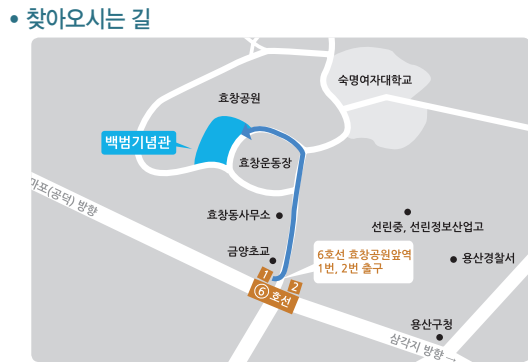 • 찾아오시는 길
숙명여자대학교
효창공원
백범기념관
효창운동장
마포(공덕) 방향
효창동사무소
선린중, 선린정보산업고
금양초교
6호선 효창공원앞역
1번, 2번 출구
용산경찰서
1
2
6 호선
용산구청
삼각지 방향 →